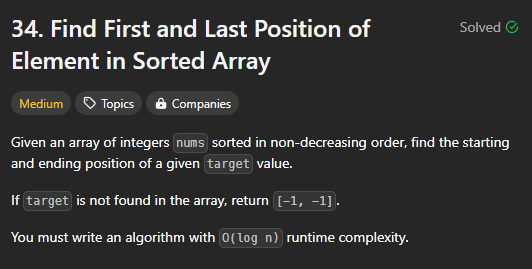 34. Find First and Last Position of
Solved
Element in Sorted Array
Medium Topics Companies
Given an array of integers nums sorted in non-decreasing order, find the starting
and ending position of a given target value.
If target is not found in the array, return [-1, -1].
You must write an algorithm with O(log n) runtime complexity.